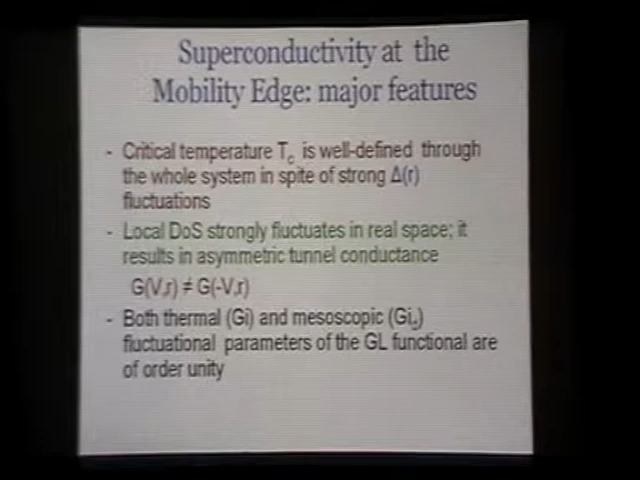 Superconductivity at the
Mobility Edge: major features
- Critical temperature Tc is well-defined through
the whole system in spite of strong Δ(r)
fluctuations
- Local DoS strongly fluctuates in real space; it
results in asymmetric tunnel conductance
G(V,r) ≠ G(-V,r)
- Both thermal (Gi) and mesoscopic
fluctuational parameters of the GL functional are
of order unity